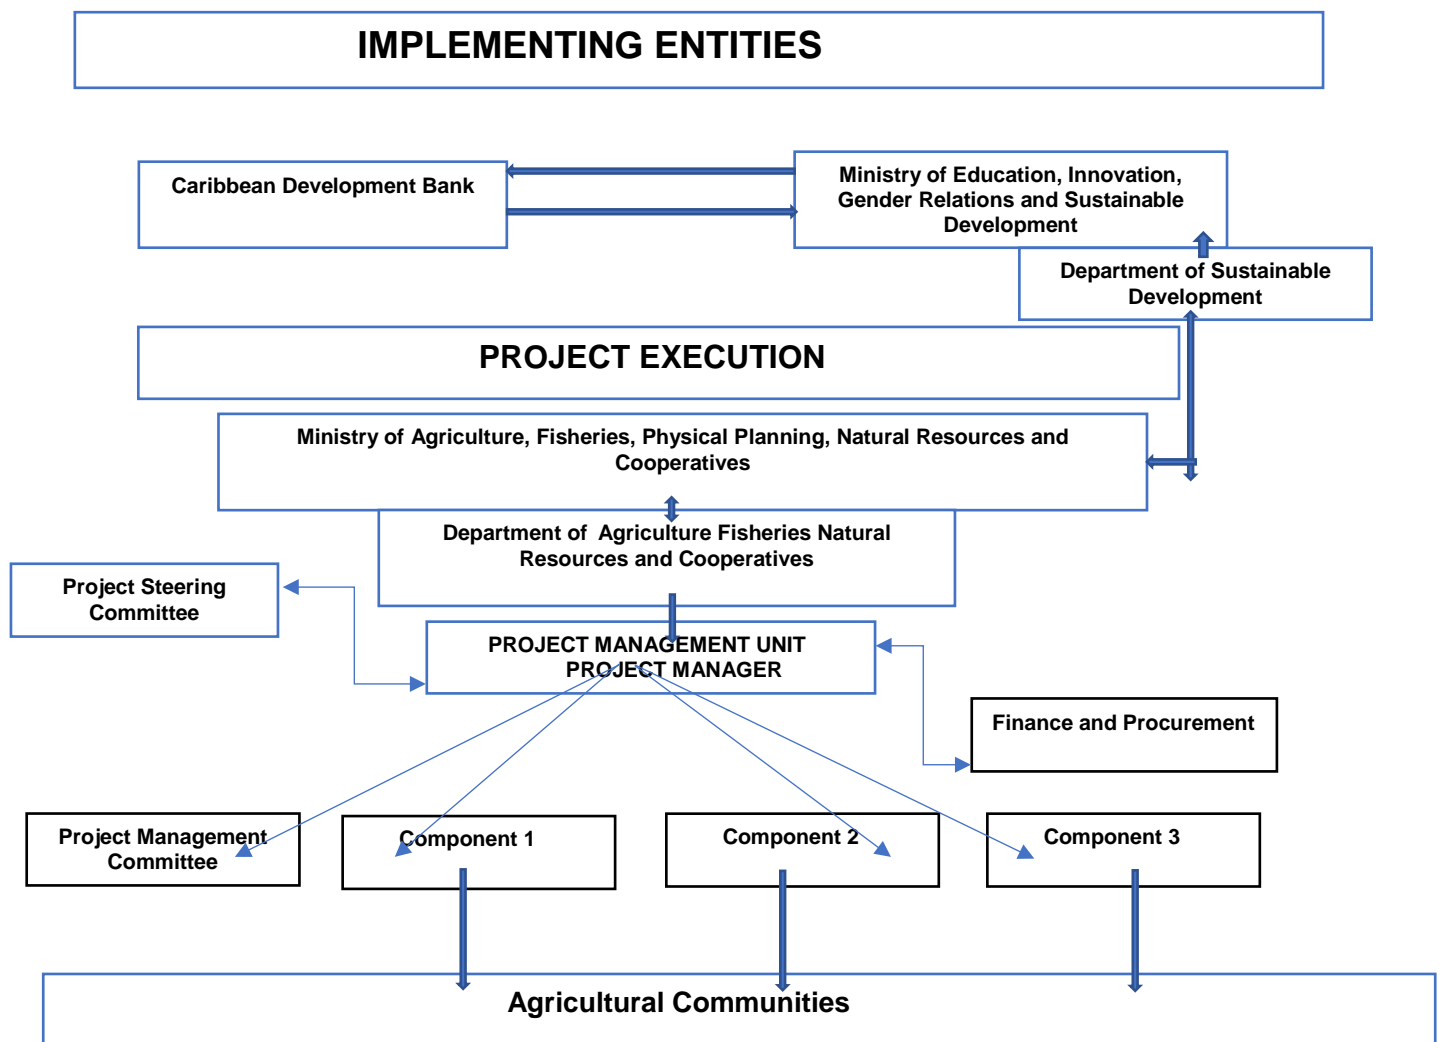 IMPLEMENTING ENTITIES
Caribbean Development Bank
Ministry of Education, Innovation,
Gender Relations and Sustainable
Development
Department of Sustainable
Development
PROJECT EXECUTION
Ministry of Agriculture, Fisheries, Physical Planning, Natural Resources and
Cooperatives
Department of Agriculture Fisheries Natural
Resources and Cooperatives
Project Steering
Committee
PROJECT MANAGEMENT UNIT
PROJECT MANAGER
Finance and Procurement
Project Management
Committee
Component 1
Component 2
Component 3
Agricultural Communities